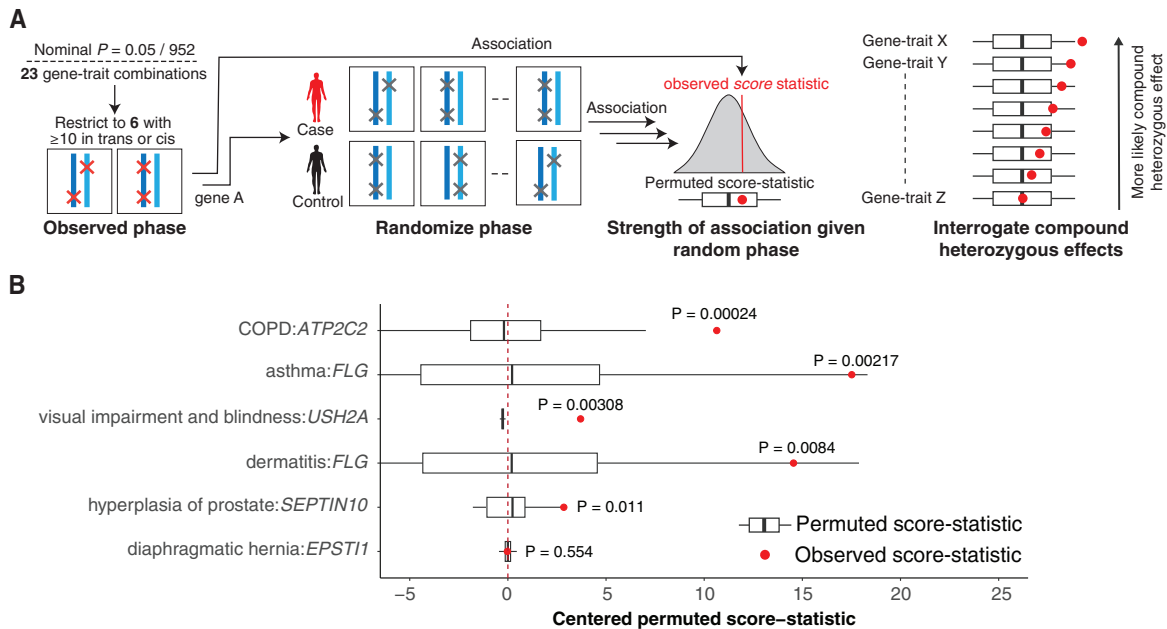 A
Nominal P = 0.05 / 952
23 gene-trait combinations
Restrict to 6 with
≥10 in trans or cis
Observed phase
gene A
Association
Case
Control
Randomize phase
Association
observed score statistic
Permuted score-statistic
Strength of association given
random phase
Gene-trait X
Gene-trait Y
Gene-trait Z
More likely compound
heterozygous effect
Interrogate compound
heterozygous effects
B
COPD:ATP2C2
P = 0.00024
asthma:FLG
P = 0.00217
visual impairment and blindness:USH2A
P = 0.00308
dermatitis:FLG
P = 0.0084
hyperplasia of prostate:SEPTIN10
P = 0.011
diaphragmatic hernia:EPSTI1
P = 0.554
Permuted score-statistic
Observed score-statistic
−5 0 5 10 15 20 25
Centered permuted score−statistic